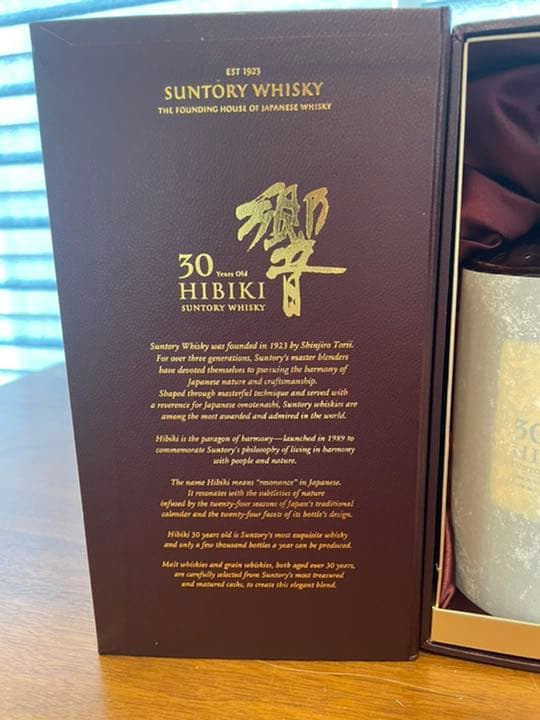 EST 1923
SUNTORY WHISKY
THE FOUNDING HOUSE OF JAPANESE WHISKY
響
30 Years Old
HIBIKI
SUNTORY WHISKY
Suntory Whisky was founded in 1923 by Shinjiro Torii.
For over three generations, Suntory's master blenders
have devoted themselves to pursuing the harmony of
Japanese nature and craftsmanship.
Shaped through masterful technique and served with
a reverence for Japanese omotenashi, Suntory whiskies are
among the most awarded and admired in the world.
Hibiki is the paragon of harmony—launched in 1989 to
commemorate Suntory's philosophy of living in harmony
with people and nature.
The name Hibiki means "resonance" in Japanese.
It resonates with the subtleties of nature
infused by the twenty-four seasons of Japan's traditional
calendar and the twenty-four facets of its bottle's design.
Hibiki 30 years old is Suntory's most exquisite whisky
and only a few thousand bottles a year can be produced.
Malt whiskies and grain whiskies, both aged over 30 years,
are carefully selected from Suntory's most treasured
and matured casks, to create this elegant blend.
30